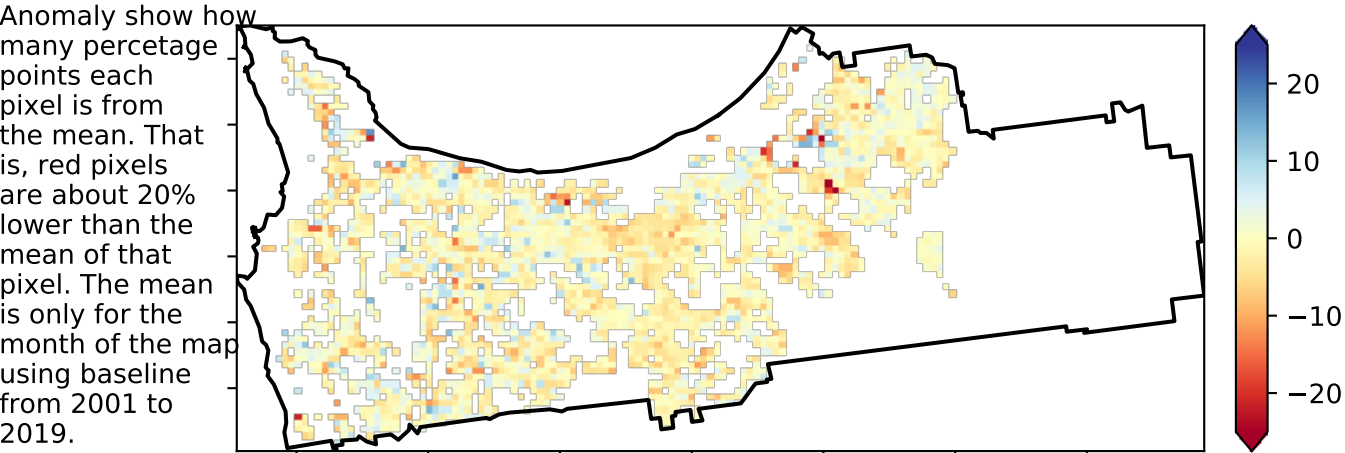 Anomaly show how
many percetage
points each
pixel is from
the mean. That
is, red pixels
are about 20%
lower than the
mean of that
pixel. The mean
is only for the
month of the map
using baseline
from 2001 to
2019.
20
10
0
−10
−20